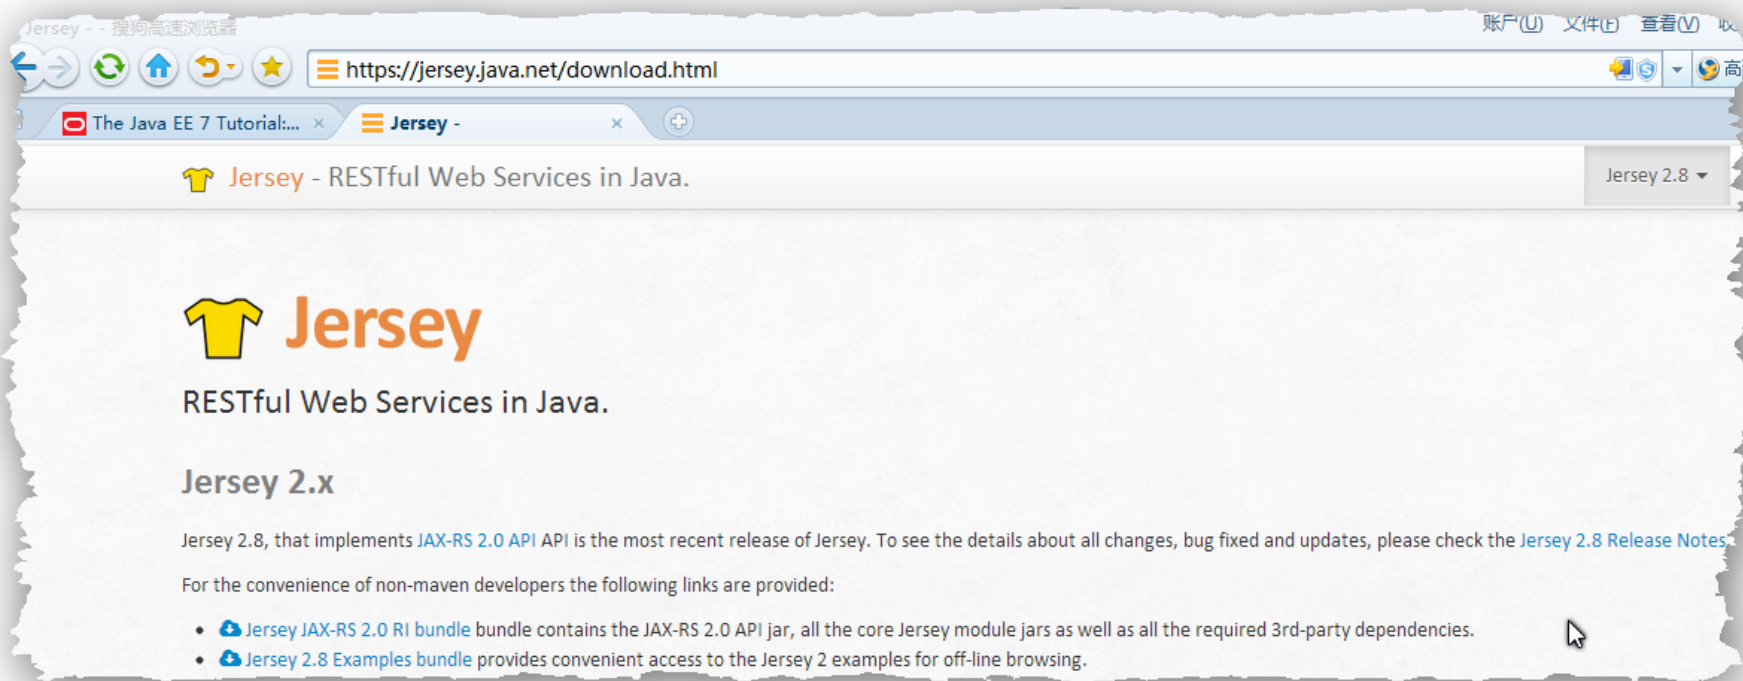 Jersey - - 搜狗高速浏览器
账户(U) 文件(F) 查看(V)
https://jersey.java.net/download.html
高
The Java EE 7 Tutorial:...
Jersey -
Jersey - RESTful Web Services in Java.
Jersey 2.8
Jersey
RESTful Web Services in Java.
Jersey 2.x
Jersey 2.8, that implements JAX-RS 2.0 API API is the most recent release of Jersey. To see the details about all changes, bug fixed and updates, please check the Jersey 2.8 Release Notes
For the convenience of non-maven developers the following links are provided:
• Jersey JAX-RS 2.0 RI bundle bundle contains the JAX-RS 2.0 API jar, all the core Jersey module jars as well as all the required 3rd-party dependencies.
• Jersey 2.8 Examples bundle provides convenient access to the Jersey 2 examples for off-line browsing.